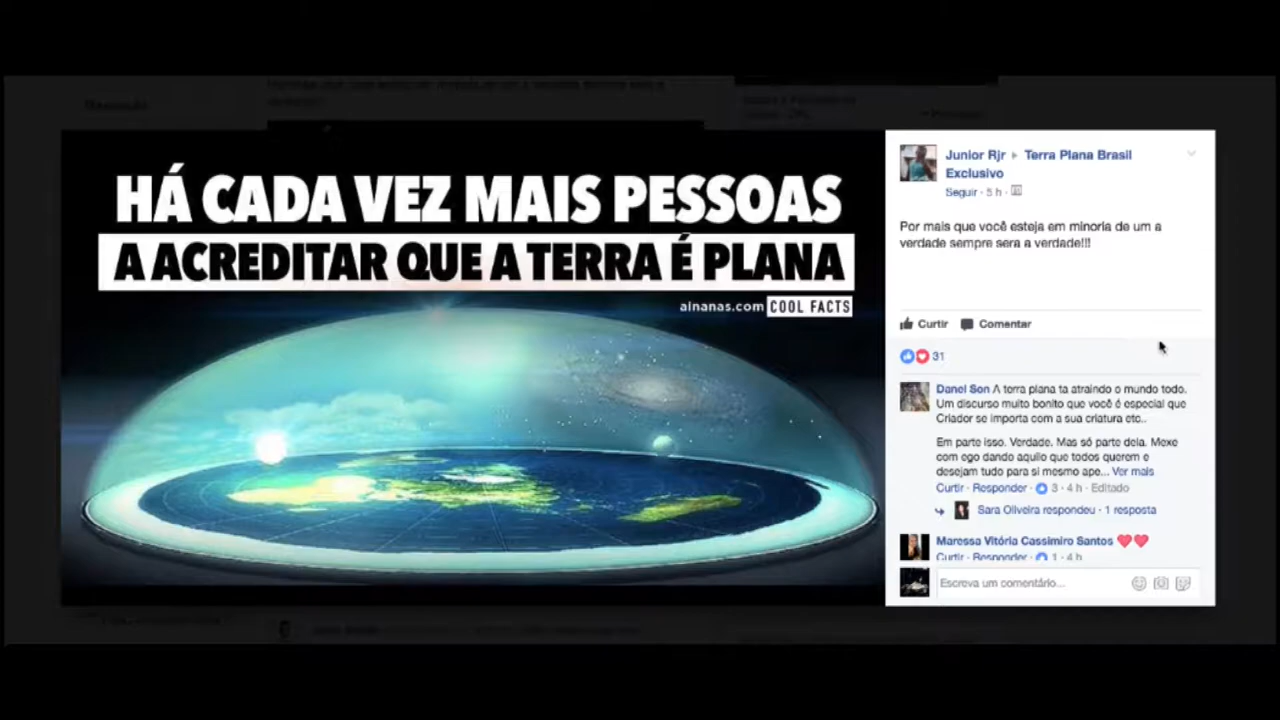 HÁ CADA VEZ MAIS PESSOAS
A ACREDITAR QUE A TERRA É PLANA
ainanas.com COOL FACTS
Junior Rjr ▸ Terra Plana Brasil
Exclusivo
Seguir · 5 h ·
Por mais que você esteja em minoria de um a
verdade sempre sera a verdade!!!
Curtir Comentar
31
Danel Son A terra plana ta atraindo o mundo todo.
Um discurso muito bonito que você é especial que
Criador se importa com a sua criatura etc..
Em parte isso. Verdade. Mas só parte dela. Mexe
com ego dando aquilo que todos querem e
desejam tudo para si mesmo ape... Ver mais
Curtir · Responder · 3 · 4 h · Editado
Sara Oliveira respondeu · 1 resposta
Maressa Vitória Cassimiro Santos ❤️❤️
Curtir · Responder · 1 · 4 h
Escreva um comentário...